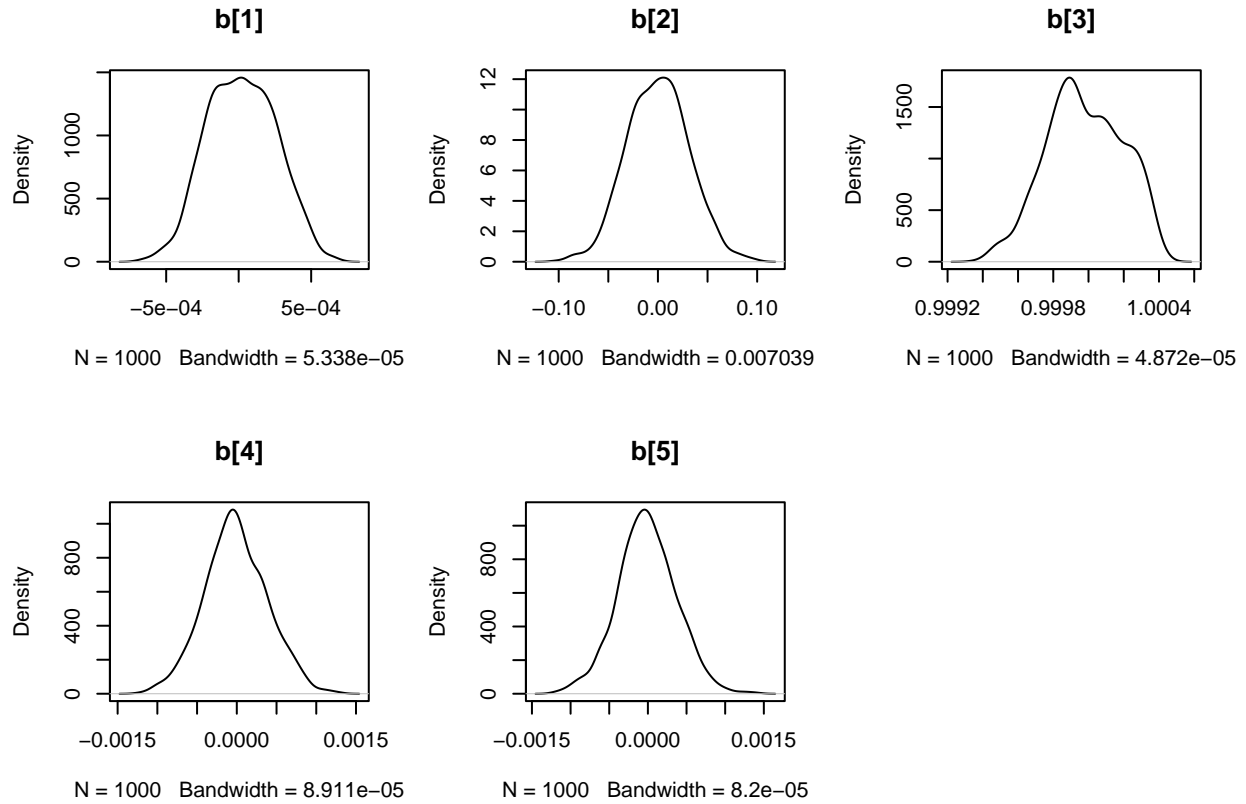 b[1]
Density
0
500
1000
−5e−04
5e−04
N = 1000 Bandwidth = 5.338e−05
b[2]
Density
0
2
4
6
8
12
−0.10
0.00
0.10
N = 1000 Bandwidth = 0.007039
b[3]
Density
0
500
1500
0.9992
0.9998
1.0004
N = 1000 Bandwidth = 4.872e−05
b[4]
Density
0
400
800
−0.0015
0.0000
0.0015
N = 1000 Bandwidth = 8.911e−05
b[5]
Density
0
400
800
−0.0015
0.0000
0.0015
N = 1000 Bandwidth = 8.2e−05